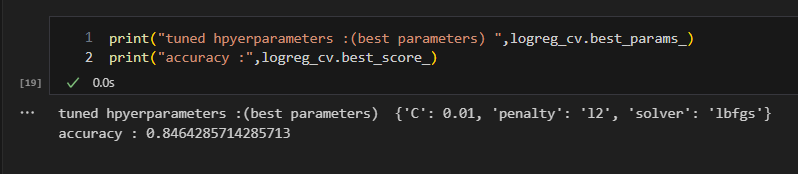 1 print("tuned hpyerparameters :(best parameters) ",logreg_cv.best_params_)
2 print("accuracy :",logreg_cv.best_score_)
[19] ✓ 0.0s
... tuned hpyerparameters :(best parameters)  {'C': 0.01, 'penalty': 'l2', 'solver': 'lbfgs'}
accuracy : 0.8464285714285713